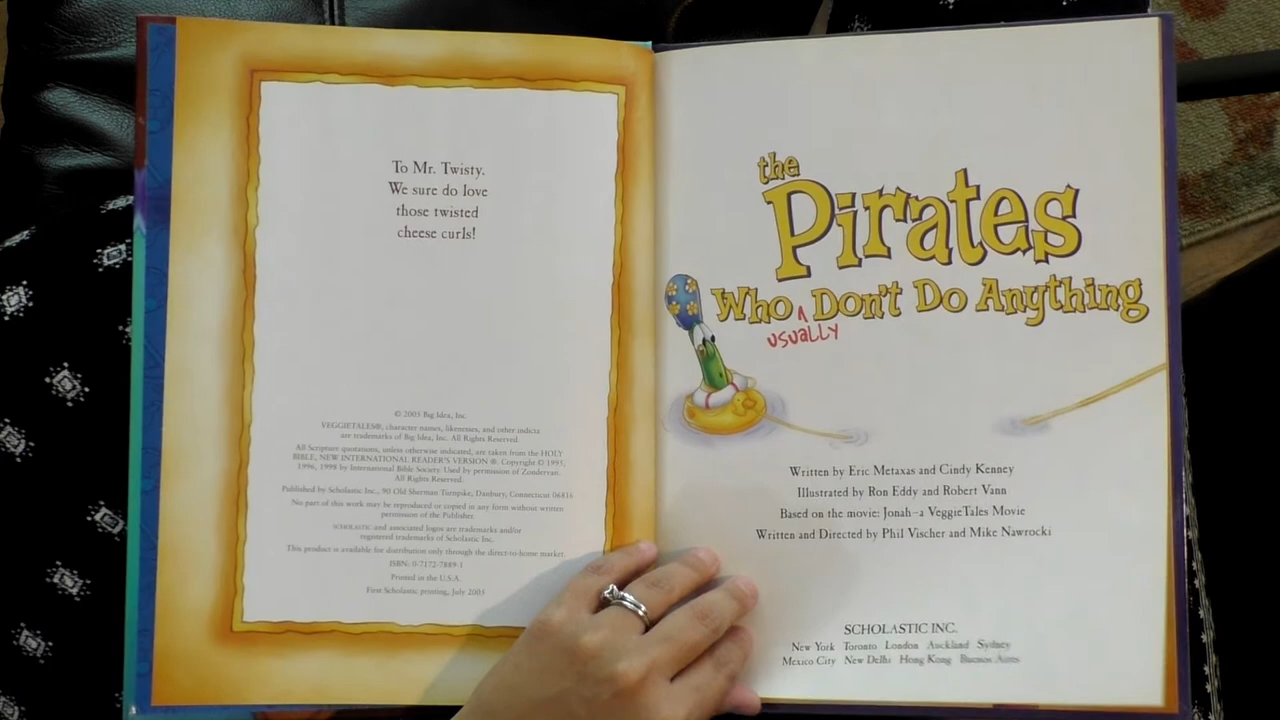 To Mr. Twisty.
We sure do love
those twisted
cheese curls!
© 2003 Big Idea, Inc.
VEGGIETALES®, character names, likenesses, and other indicia
are trademarks of Big Idea, Inc. All Rights Reserved.
All Scripture quotations, unless otherwise indicated, are taken from the HOLY
BIBLE, NEW INTERNATIONAL READER'S VERSION ®. Copyright © 1995,
1996, 1998 by International Bible Society. Used by permission of Zondervan.
All Rights Reserved.
Published by Scholastic Inc., 90 Old Sherman Turnpike, Danbury, Connecticut 06816
No part of this work may be reproduced or copied in any form without written
permission of the Publisher.
SCHOLASTIC and associated logos are trademarks and/or
registered trademarks of Scholastic Inc.
This product is available for distribution only through the direct-to-home market.
ISBN: 0-7172-7889-1
Printed in the U.S.A.
First Scholastic printing, July 2003
the
Pirates
Who Don't Do Anything
usually
Written by Eric Metaxas and Cindy Kenney
Illustrated by Ron Eddy and Robert Vann
Based on the movie: Jonah–a VeggieTales Movie
Written and Directed by Phil Vischer and Mike Nawrocki
SCHOLASTIC INC.
New York Toronto London Auckland Sydney
Mexico City New Delhi Hong Kong Buenos Aires